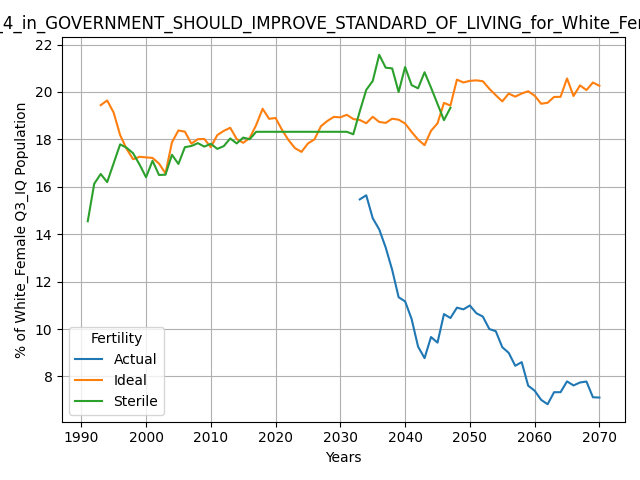 _4_in_GOVERNMENT_SHOULD_IMPROVE_STANDARD_OF_LIVING_for_White_Fer
% of White_Female Q3_IQ Population
22
20
18
16
14
12
10
8
Fertility
Actual
Ideal
Sterile
1990 2000 2010 2020 2030 2040 2050 2060 2070
Years